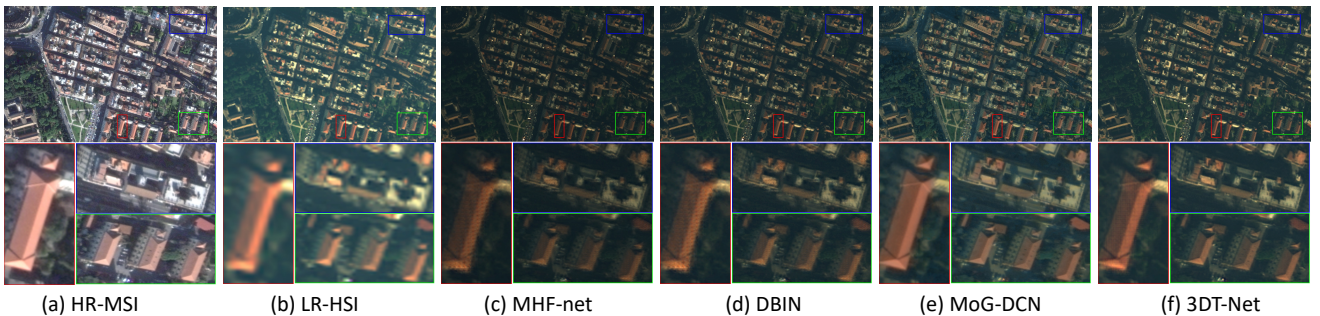 (a) HR-MSI
(b) LR-HSI
(c) MHF-net
(d) DBIN
(e) MoG-DCN
(f) 3DT-Net